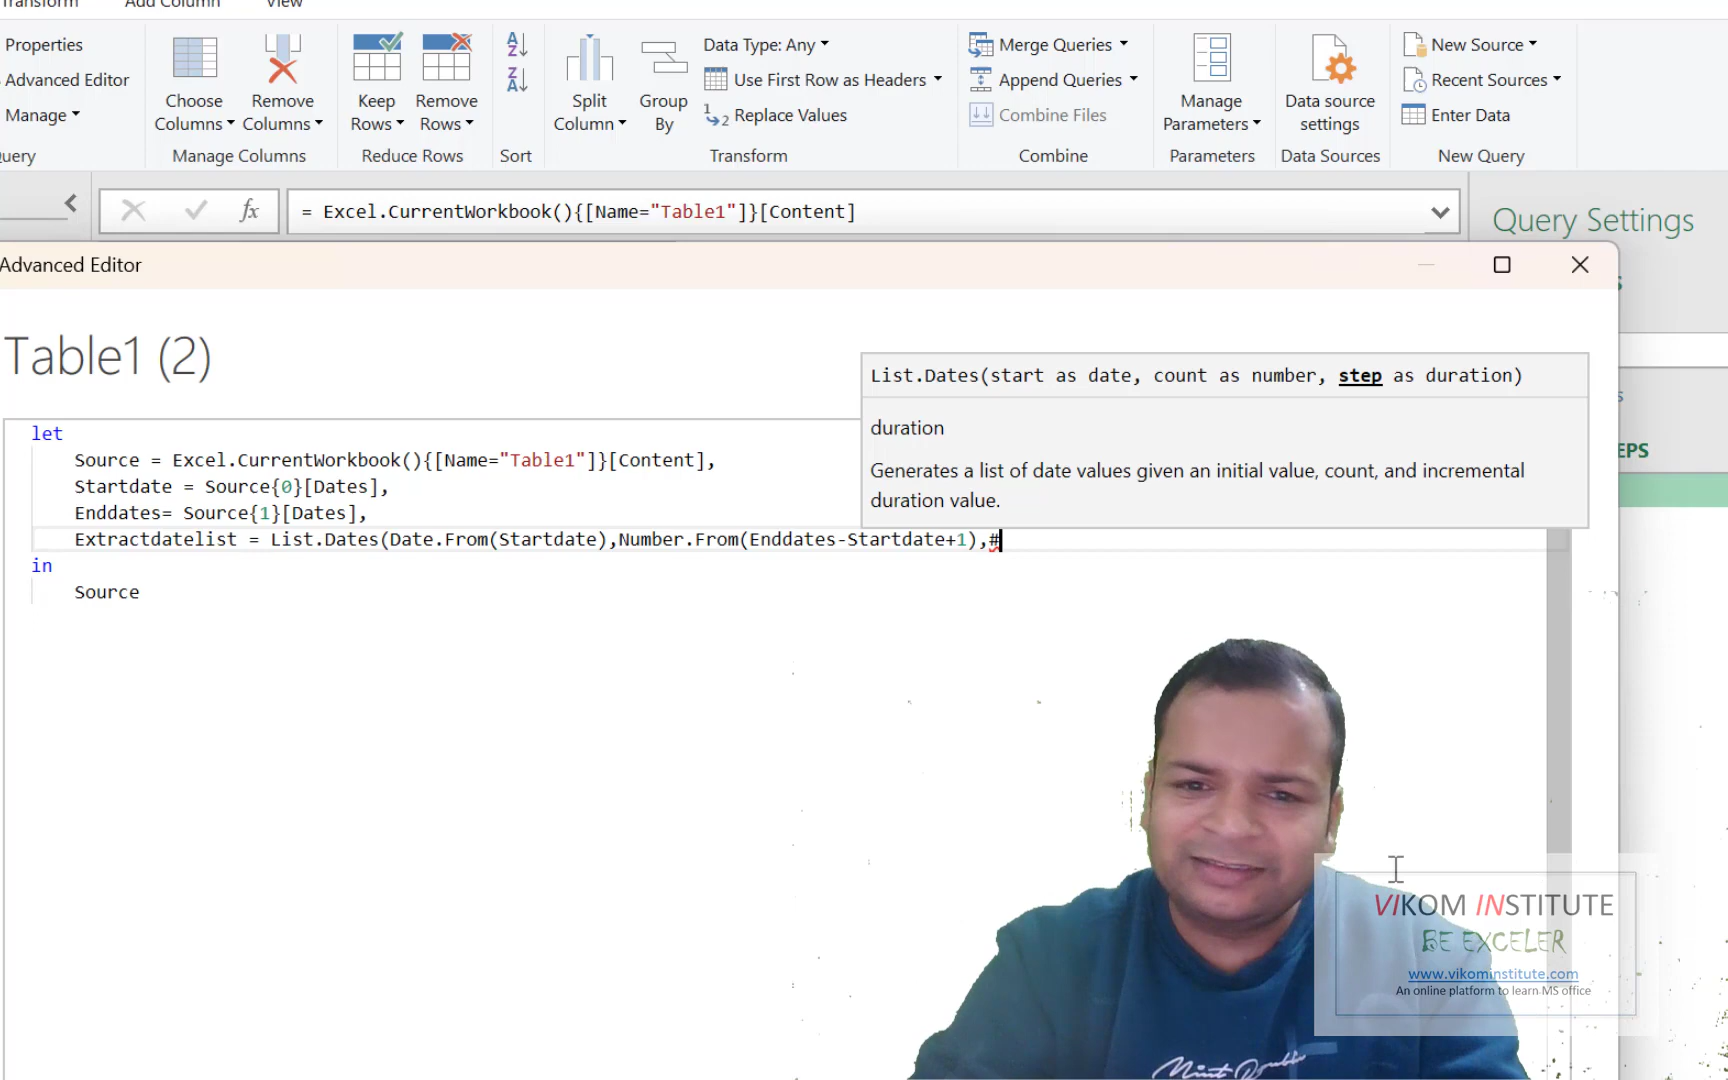 Transform Add Column View
Properties
Advanced Editor
Manage
Choose Columns
Remove Columns
Manage Columns
Keep Rows
Remove Rows
Reduce Rows
A
Z
Z
A
Sort
Split Column
Group By
Data Type: Any
Use First Row as Headers
1
2
Replace Values
Transform
Merge Queries
Append Queries
Combine Files
Combine
Manage Parameters
Parameters
Data source settings
Data Sources
New Source
Recent Sources
Enter Data
New Query
fx
= Excel.CurrentWorkbook(){[Name="Table1"]}[Content]
Query Settings
Advanced Editor
Table1 (2)
List.Dates(start as date, count as number, step as duration)
duration
Generates a list of date values given an initial value, count, and incremental
duration value.
EPS
let
Source = Excel.CurrentWorkbook(){[Name="Table1"]}[Content],
Startdate = Source{0}[Dates],
Enddates= Source{1}[Dates],
Extractdatelist = List.Dates(Date.From(Startdate),Number.From(Enddates-Startdate+1),#
in
Source
VIKOM INSTITUTE
BE EXCELER
www.vikominstitute.com
An online platform to learn MS office